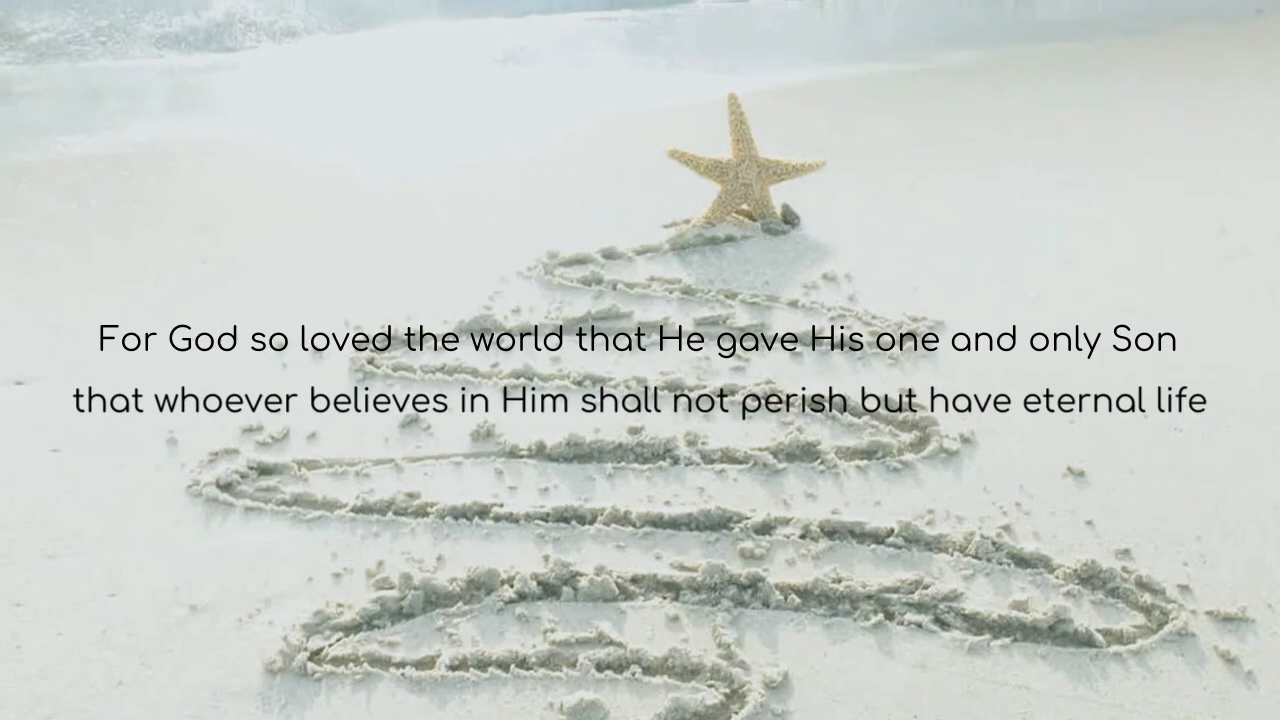 For God so loved the world that He gave His one and only Son
that whoever believes in Him shall not perish but have eternal life